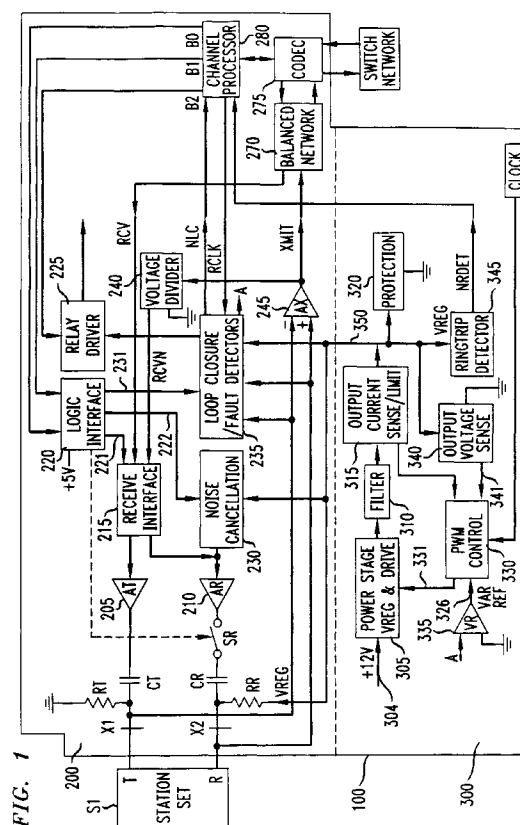 FIG. 1
200
S1
STATION
SET
T
R
X1
X2
RT
CT
CR
RR
VREG
SR
205
AT
210
AR
215
RECEIVE
INTERFACE
220
LOGIC
INTERFACE
+5V
221
222
231
225
RELAY
DRIVER
230
NOISE
CANCELLATION
RCV
RCVN
240
VOLTAGE
DIVIDER
NLC
RCLK
LOOP CLOSURE
/FAULT DETECTORS
235
A
245
AX
-
+
XMIT
B2
B1
B0
CHANNEL
PROCESSOR
280
270
BALANCED
NETWORK
275
CODEC
SWITCH
NETWORK
100
300
+12V
304
POWER STAGE
VREG & DRIVE
305
310
FILTER
315
OUTPUT
CURRENT
SENSE/LIMIT
320
PROTECTION
350
VREG
331
326
VAR
REF
A
VR
335
PWM
CONTROL
330
341
340
OUTPUT
VOLTAGE
SENSE
NRDET
RINGTRIP
DETECTOR
345
CLOCK